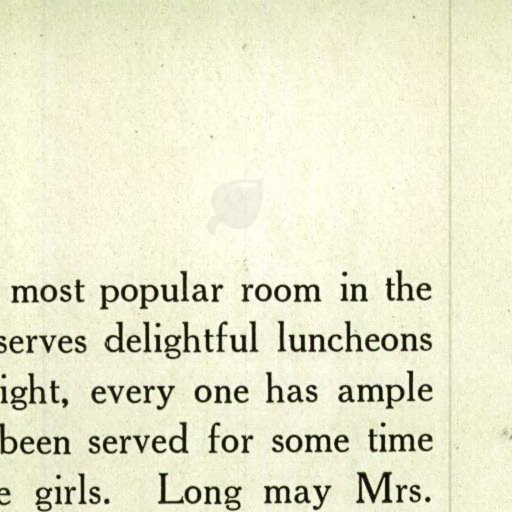 most popular room in the
serves delightful luncheons
ight, every one has ample
been served for some time
e girls. Long may Mrs.